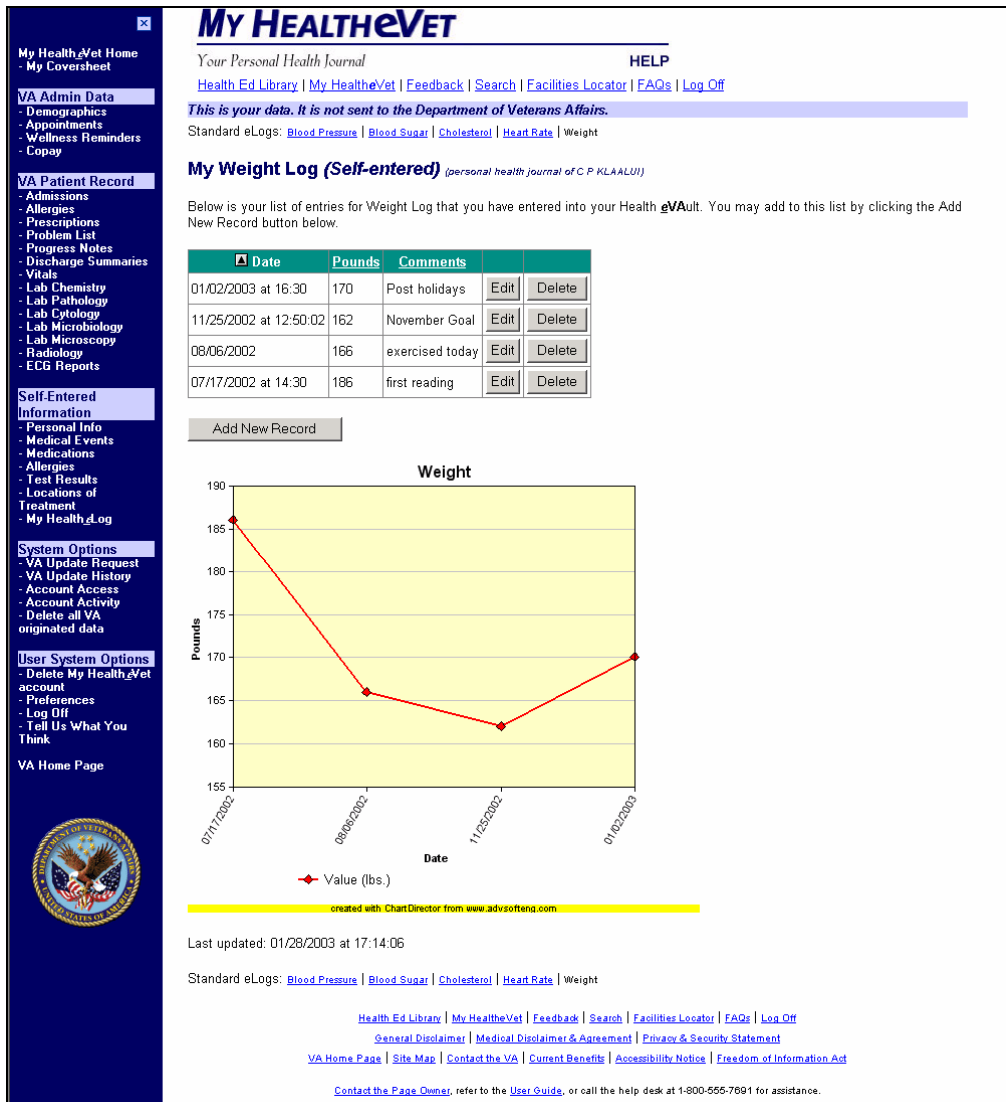 My Health_eVet Home
- My Coversheet
VA Admin Data
- Demographics
- Appointments
- Wellness Reminders
- Copay
VA Patient Record
- Admissions
- Allergies
- Prescriptions
- Problem List
- Progress Notes
- Discharge Summaries
- Vitals
- Lab Chemistry
- Lab Pathology
- Lab Cytology
- Lab Microbiology
- Lab Microscopy
- Radiology
- ECG Reports
Self-Entered
Information
- Personal Info
- Medical Events
- Medications
- Allergies
- Test Results
- Locations of
Treatment
- My Health_eLog
System Options
- VA Update Request
- VA Update History
- Account Access
- Account Activity
- Delete all VA
originated data
User System Options
- Delete My Health_eVet
account
- Preferences
- Log Off
- Tell Us What You
Think
VA Home Page
DEPARTMENT OF VETERANS AFFAIRS
UNITED STATES OF AMERICA
MY HEALTHeVET
Your Personal Health Journal HELP
Health Ed Library | My HealtheVet | Feedback | Search | Facilities Locator | FAQs | Log Off
This is your data. It is not sent to the Department of Veterans Affairs.
Standard eLogs: Blood Pressure | Blood Sugar | Cholesterol | Heart Rate | Weight
My Weight Log (Self-entered) (personal health journal of C P KLAALUI)
Below is your list of entries for Weight Log that you have entered into your Health eVAult. You may add to this list by clicking the Add
New Record button below.
Date Pounds Comments
01/02/2003 at 16:30 170 Post holidays Edit Delete
11/25/2002 at 12:50:02 162 November Goal Edit Delete
08/06/2002 166 exercised today Edit Delete
07/17/2002 at 14:30 186 first reading Edit Delete
Add New Record
Weight
190
185
180
175
170
165
160
155
Pounds
07/17/2002 08/06/2002 11/25/2002 01/02/2003
Date
Value (lbs.)
created with ChartDirector from www.advsofteng.com
Last updated: 01/28/2003 at 17:14:06
Standard eLogs: Blood Pressure | Blood Sugar | Cholesterol | Heart Rate | Weight
Health Ed Library | My HealtheVet | Feedback | Search | Facilities Locator | FAQs | Log Off
General Disclaimer | Medical Disclaimer & Agreement | Privacy & Security Statement
VA Home Page | Site Map | Contact the VA | Current Benefits | Accessibility Notice | Freedom of Information Act
Contact the Page Owner, refer to the User Guide, or call the help desk at 1-800-555-7691 for assistance.